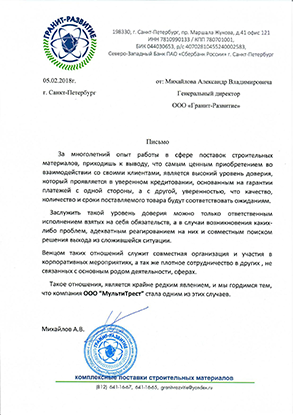 ГРАНИТ-РАЗВИТИЕ
198330, г. Санкт-Петербург, пр. Маршала Жукова, д.41 офис 121
ИНН 7810990133 / КПП 780701001,
БИК 044030653, р/с 40702810455240002583,
Северо-Западный Банк ПАО «Сбербанк России» г. Санкт-Петербург
05.02.2018г.
от: Михайлова Александр Владимировича
г. Санкт-Петербург
Генеральный директор
ООО «Гранит-Развитие»
Письмо
За многолетний опыт работы в сфере поставок строительных
материалов, приходишь к выводу, что самым ценным приобретением во
взаимодействии со своими клиентами, является высокий уровень доверия,
который проявляется в уверенном кредитовании, основанным на гарантии
платежей с одной стороны, а с другой, уверенностью, что качество,
количество и сроки поставляемого товара будут соответствовать ожиданиям.
Заслужить такой уровень доверия можно только ответственным
исполнением взятых на себя обязательств, а в случае возникновения каких-
либо проблем, адекватным реагированием на них и совместным поиском
решения выхода из сложившейся ситуации.
Венцом таких отношений служит совместная организация и участия в
корпоративных мероприятиях, а так же плотное сотрудничество в других , не
связанных с основным родом деятельности, сферах.
Такое отношения, является крайне редким явлением, и мы гордимся тем,
что компания ООО "МультиТрест" стала одним из этих случаев.
Михайлов А.В.
комплексные поставки строительных материалов
(812) 641-16-67, 641-16-65, granitrazvitie@yandex.ru